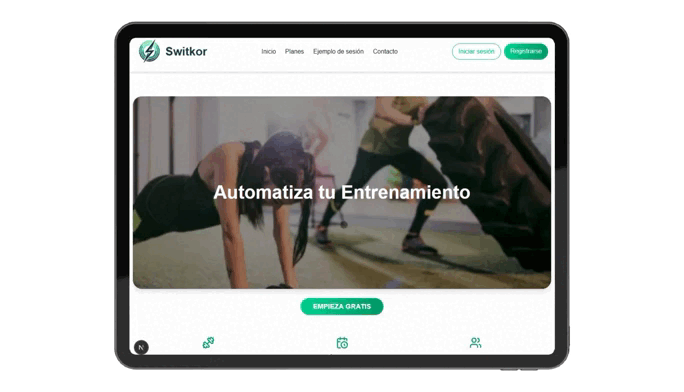 Switkor
Inicio Planes Ejemplo de sesión Contacto
Iniciar sesión Registrarse
Automatiza tu Entrenamiento
EMPIEZA GRATIS
N